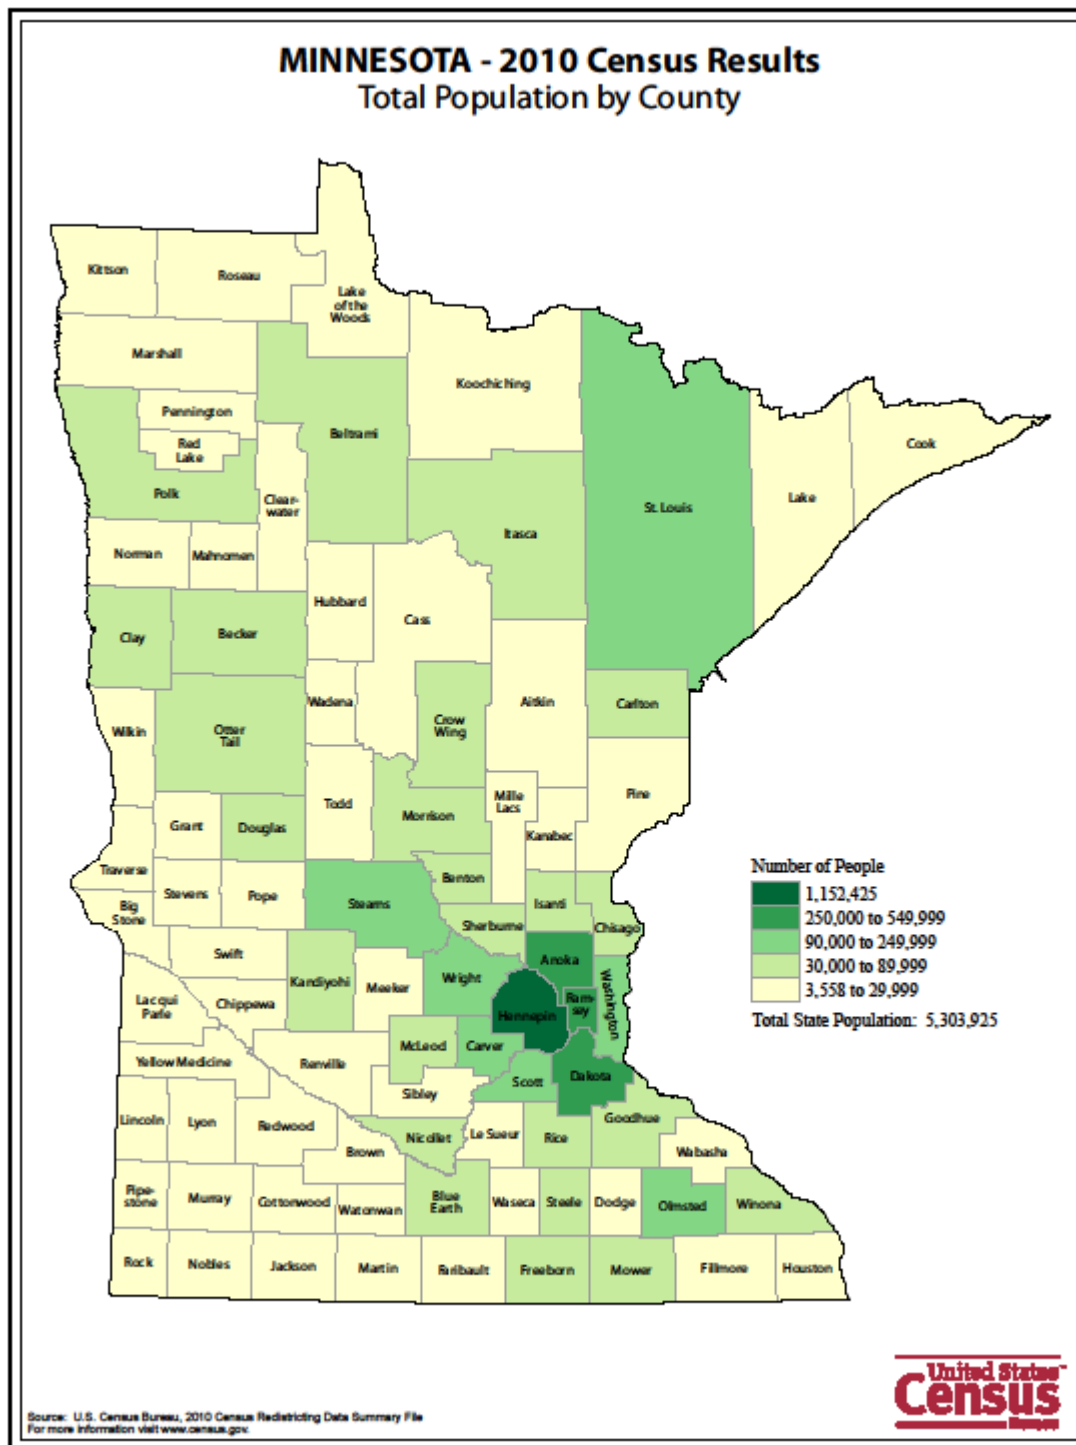 MINNESOTA - 2010 Census Results
Total Population by County
Kittson
Roseau
Lake
of the
Woods
Marshall
Koochiching
Pennington
Red
Lake
Beltrami
Cook
Polk
Clear-
water
Lake
St. Louis
Itasca
Norman
Mahnomen
Hubbard
Cass
Clay
Becker
Wadena
Aitkin
Carlton
Wilkin
Otter
Tail
Crow
Wing
Todd
Mille
Lacs
Pine
Grant
Douglas
Morrison
Kanabec
Traverse
Stevens
Pope
Benton
Big
Stone
Stearns
Isanti
Sherburne
Chisago
Swift
Anoka
Kandiyohi
Meeker
Wright
Washington
Lac qui
Parle
Chippewa
Hennepin
Ram-
sey
McLeod
Carver
Yellow Medicine
Renville
Scott
Dakota
Sibley
Lincoln
Lyon
Redwood
Nicollet
Le Sueur
Rice
Goodhue
Brown
Wabasha
Pipe-
stone
Murray
Cottonwood
Watonwan
Blue
Earth
Waseca
Steele
Dodge
Olmsted
Winona
Rock
Nobles
Jackson
Martin
Faribault
Freeborn
Mower
Fillmore
Houston
Number of People
1,152,425
250,000 to 549,999
90,000 to 249,999
30,000 to 89,999
3,558 to 29,999
Total State Population: 5,303,925
United States™
Census
Bureau
Source: U.S. Census Bureau, 2010 Census Redistricting Data Summary File
For more information visit www.census.gov.